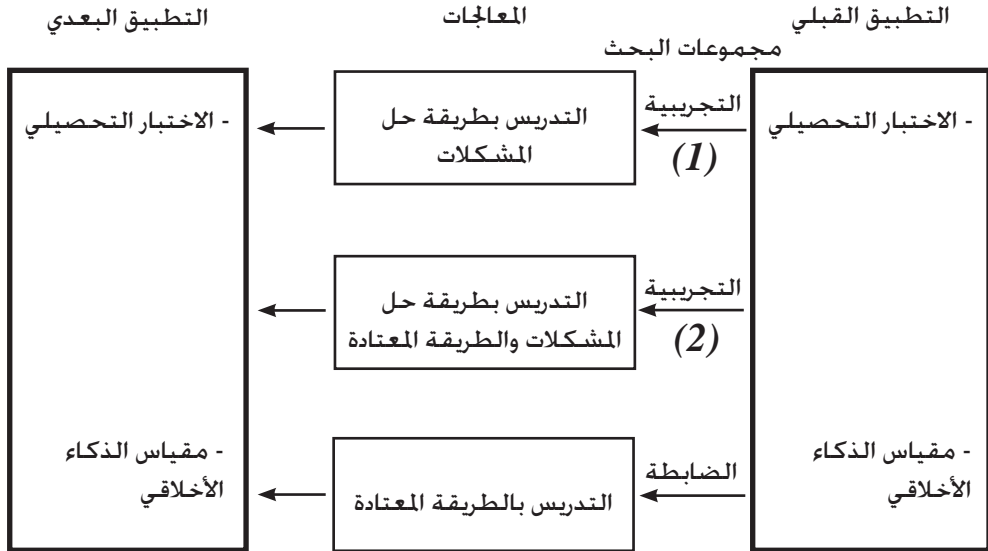 التطبيق القبلي
المعالجات
التطبيق البعدي
مجموعات البحث
- الاختبار التحصيلي
- مقياس الذكاء
الأخلاقي
التجريبية
(1)
التدريس بطريقة حل
المشكلات
التجريبية
(2)
التدريس بطريقة حل
المشكلات والطريقة المعتادة
الضابطة
التدريس بالطريقة المعتادة
- الاختبار التحصيلي
- مقياس الذكاء
الأخلاقي